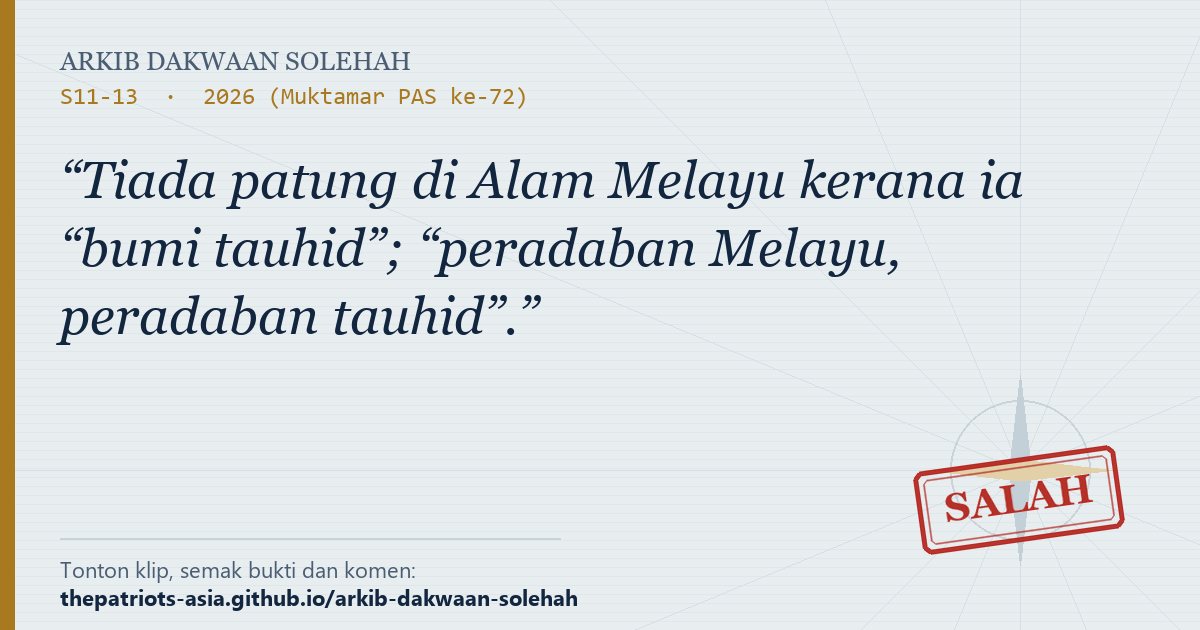 ARKIB DAKWAAN SOLEHAH
S11-13 · 2026 (Muktamar PAS ke-72)
“Tiada patung di Alam Melayu kerana ia
“bumi tauhid”; “peradaban Melayu,
peradaban tauhid”.”
SALAH
Tonton klip, semak bukti dan komen:
thepatriots-asia.github.io/arkib-dakwaan-solehah